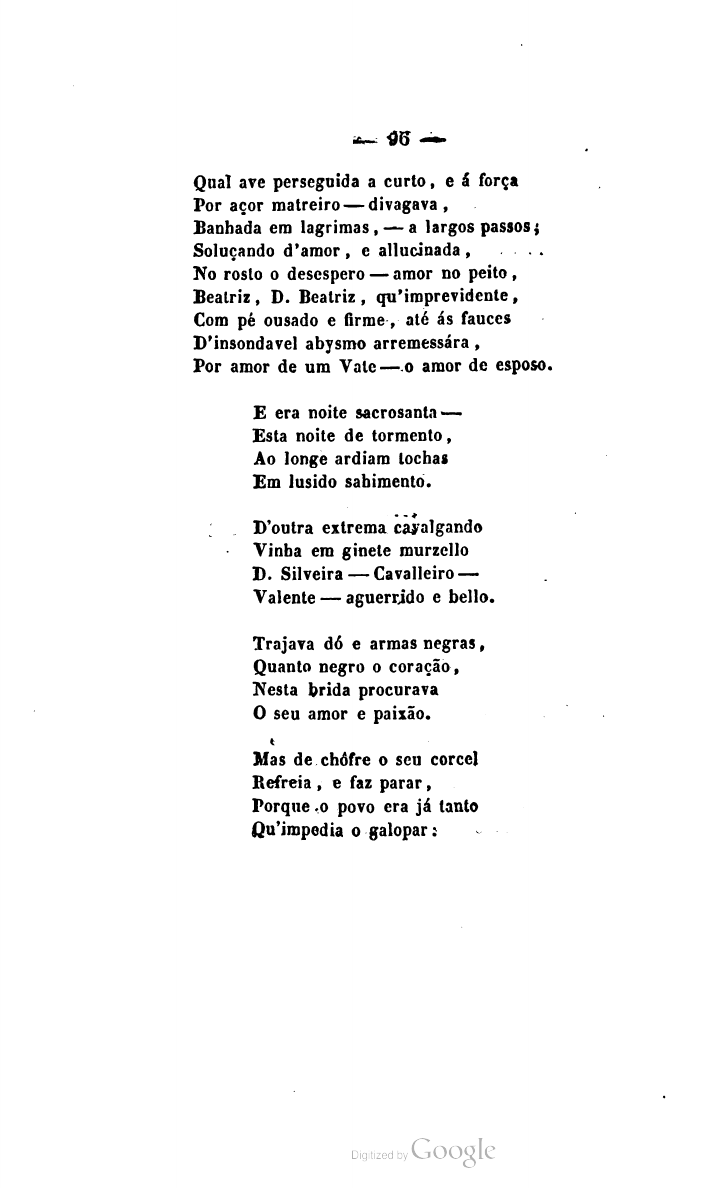 — 96 —
Qual ave perseguida a curto, e á força
Por açor matreiro — divagava,
Banhada em lagrimas, — a largos passos;
Soluçando d'amor, e allucinada,
No rosto o desespero — amor no peito,
Beatriz, D. Beatriz, qu'imprevidente,
Com pé ousado e firme, até ás fauces
D'insondavel abysmo arremessára,
Por amor de um Vate — o amor de esposo.
E era noite sacrosanta —
Esta noite de tormento,
Ao longe ardiam tochas
Em lusido sahimento.
D'outra extrema cavalgando
Vinha em ginete murzello
D. Silveira — Cavalleiro —
Valente — aguerrido e bello.
Trajava dó e armas negras,
Quanto negro o coração,
Nesta brida procurava
O seu amor e paixão.
Mas de chôfre o seu corcel
Refreia, e faz parar,
Porque o povo era já tanto
Qu'impedia o galopar:
Digitized by Google